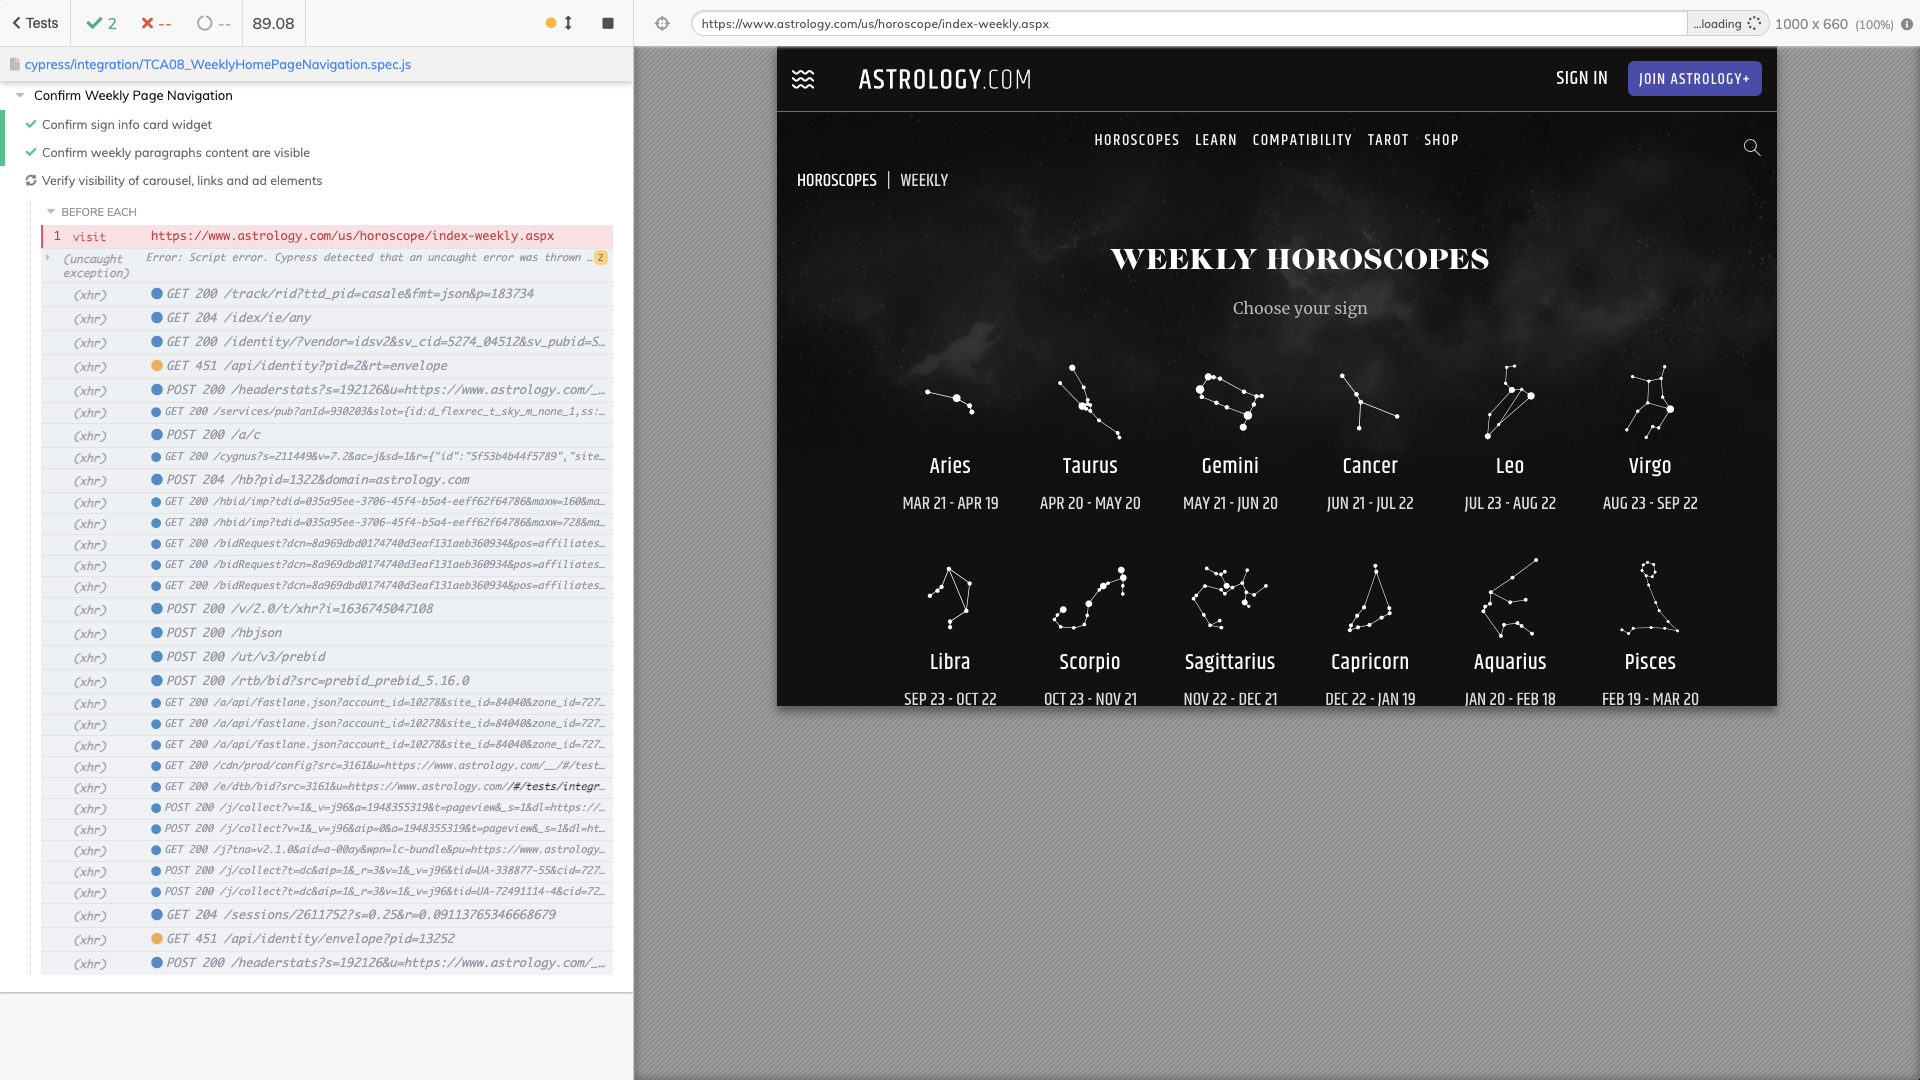 Tests
2
--
--
89.08
https://www.astrology.com/us/horoscope/index-weekly.aspx
...loading
1000 x 660 (100%)
cypress/integration/TCA08_WeeklyHomePageNavigation.spec.js
Confirm Weekly Page Navigation
Confirm sign info card widget
Confirm weekly paragraphs content are visible
Verify visibility of carousel, links and ad elements
BEFORE EACH
1 visit https://www.astrology.com/us/horoscope/index-weekly.aspx
(uncaught exception) Error: Script error. Cypress detected that an uncaught error was thrown … 2
(xhr) GET 200 /track/rid?ttd_pid=casale&fmt=json&p=183734
(xhr) GET 204 /idex/ie/any
(xhr) GET 200 /identity/?vendor=idsv2&sv_cid=5274_04512&sv_pubid=S…
(xhr) GET 451 /api/identity?pid=2&rt=envelope
(xhr) POST 200 /headerstats?s=192126&u=https://www.astrology.com/_…
(xhr) GET 200 /services/pub?anId=930203&slot={id:d_flexrec_t_sky_m_none_1,ss:…
(xhr) POST 200 /a/c
(xhr) GET 200 /cygnus?s=211449&v=7.2&ac=j&sd=1&r={"id":"5f53b4b44f5789","site…
(xhr) POST 204 /hb?pid=1322&domain=astrology.com
(xhr) GET 200 /hbid/imp?tdid=035a95ee-3706-45f4-b5a4-eeff62f64786&maxw=160&ma…
(xhr) GET 200 /hbid/imp?tdid=035a95ee-3706-45f4-b5a4-eeff62f64786&maxw=728&ma…
(xhr) GET 200 /bidRequest?dcn=8a969dbd0174740d3eaf131aeb360934&pos=affiliates…
(xhr) GET 200 /bidRequest?dcn=8a969dbd0174740d3eaf131aeb360934&pos=affiliates…
(xhr) GET 200 /bidRequest?dcn=8a969dbd0174740d3eaf131aeb360934&pos=affiliates…
(xhr) POST 200 /v/2.0/t/xhr?i=1636745047108
(xhr) POST 200 /hbjson
(xhr) POST 200 /ut/v3/prebid
(xhr) POST 200 /rtb/bid?src=prebid_prebid_5.16.0
(xhr) GET 200 /a/api/fastlane.json?account_id=10278&site_id=84040&zone_id=727…
(xhr) GET 200 /a/api/fastlane.json?account_id=10278&site_id=84040&zone_id=727…
(xhr) GET 200 /a/api/fastlane.json?account_id=10278&site_id=84040&zone_id=727…
(xhr) GET 200 /cdn/prod/config?src=3161&u=https://www.astrology.com/__/#/test…
(xhr) GET 200 /e/dtb/bid?src=3161&u=https://www.astrology.com//#/tests/integr…
(xhr) POST 200 /j/collect?v=1&_v=j96&a=1948355319&t=pageview&_s=1&dl=https://…
(xhr) POST 200 /j/collect?v=1&_v=j96&aip=0&a=1948355319&t=pageview&_s=1&dl=ht…
(xhr) GET 200 /j?tna=v2.1.0&aid=a-00ay&wpn=lc-bundle&pu=https://www.astrology…
(xhr) POST 200 /j/collect?t=dc&aip=1&_r=3&v=1&_v=j96&tid=UA-338877-55&cid=727…
(xhr) POST 200 /j/collect?t=dc&aip=1&_r=3&v=1&_v=j96&tid=UA-72491114-4&cid=72…
(xhr) GET 204 /sessions/2611752?s=0.25&r=0.09113765346668679
(xhr) GET 451 /api/identity/envelope?pid=13252
(xhr) POST 200 /headerstats?s=192126&u=https://www.astrology.com/_…
ASTROLOGY.COM
SIGN IN
JOIN ASTROLOGY+
HOROSCOPES LEARN COMPATIBILITY TAROT SHOP
HOROSCOPES | WEEKLY
WEEKLY HOROSCOPES
Choose your sign
Aries Taurus Gemini Cancer Leo Virgo
MAR 21 - APR 19 APR 20 - MAY 20 MAY 21 - JUN 20 JUN 21 - JUL 22 JUL 23 - AUG 22 AUG 23 - SEP 22
Libra Scorpio Sagittarius Capricorn Aquarius Pisces
SEP 23 - OCT 22 OCT 23 - NOV 21 NOV 22 - DEC 21 DEC 22 - JAN 19 JAN 20 - FEB 18 FEB 19 - MAR 20